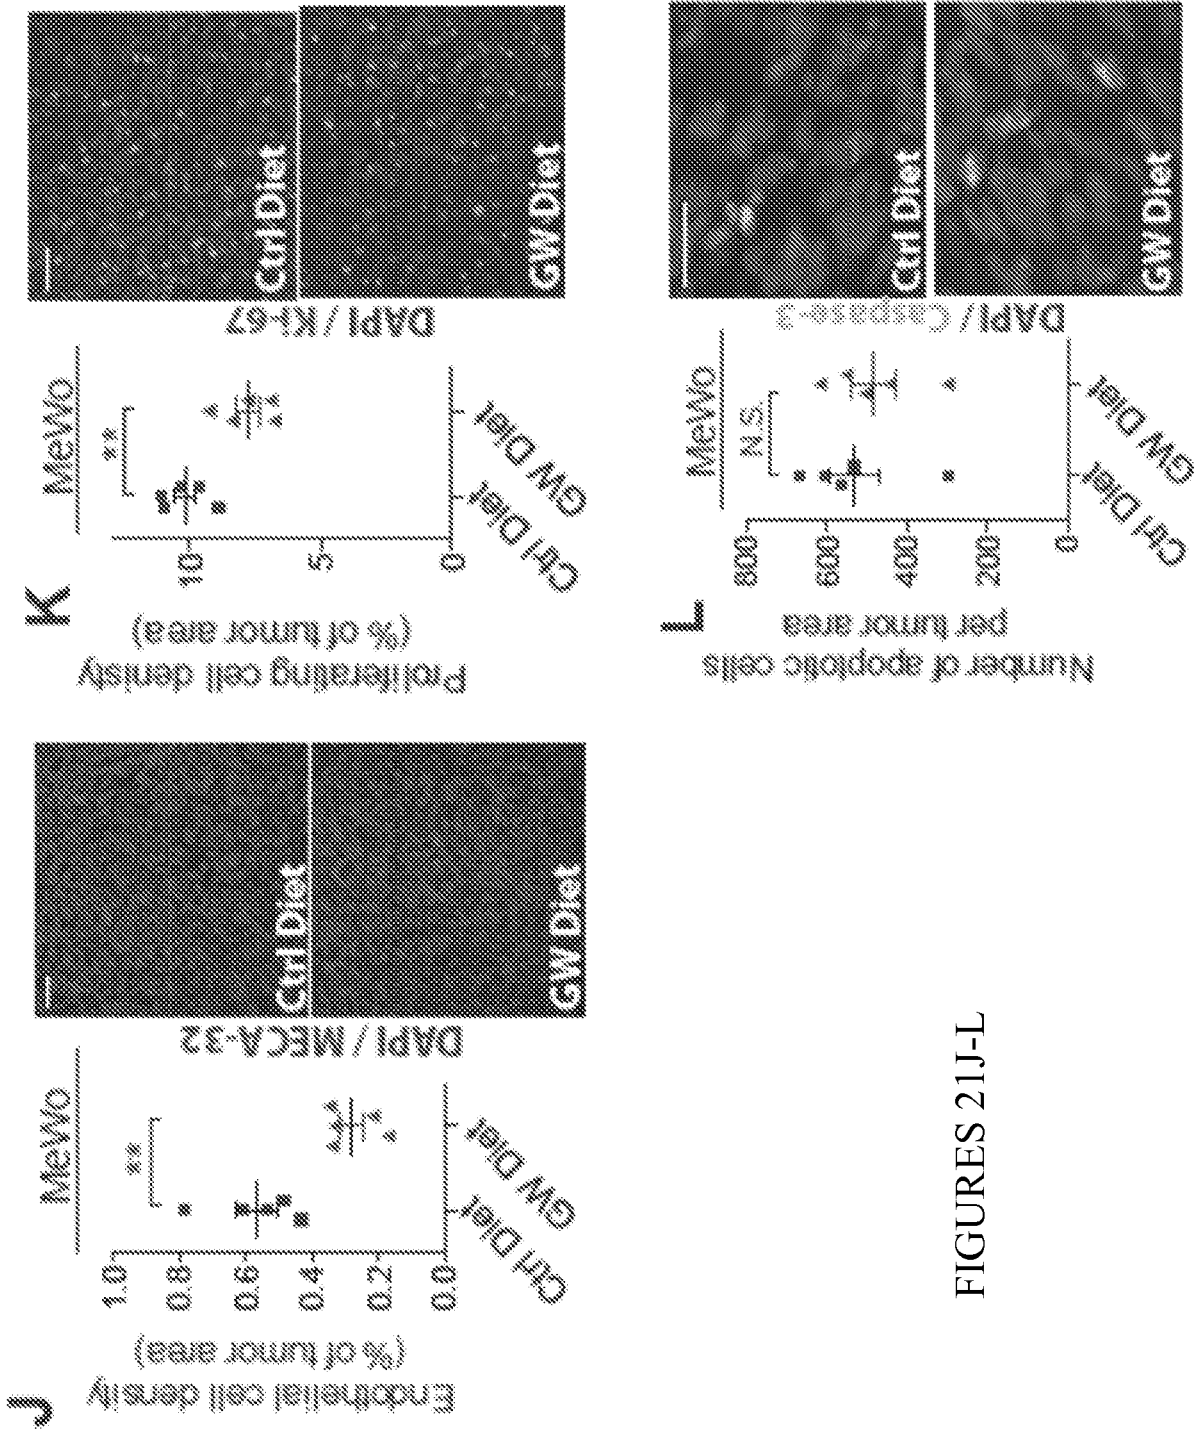 J
MeWo
**
Endothelial cell density
(% of tumor area)
1.0
0.8
0.6
0.4
0.2
0.0
Ctrl Diet
GW Diet
DAPI / MECA-32
Ctrl Diet
GW Diet
K
MeWo
**
Proliferating cell denisty
(% of tumor area)
10
5
0
Ctrl Diet
GW Diet
DAPI / Ki-67
Ctrl Diet
GW Diet
L
MeWo
N.S.
Number of apoptotic cells
per tumor area
800
600
400
200
0
Ctrl Diet
GW Diet
DAPI / Caspase-3
Ctrl Diet
GW Diet
FIGURES 21J-L